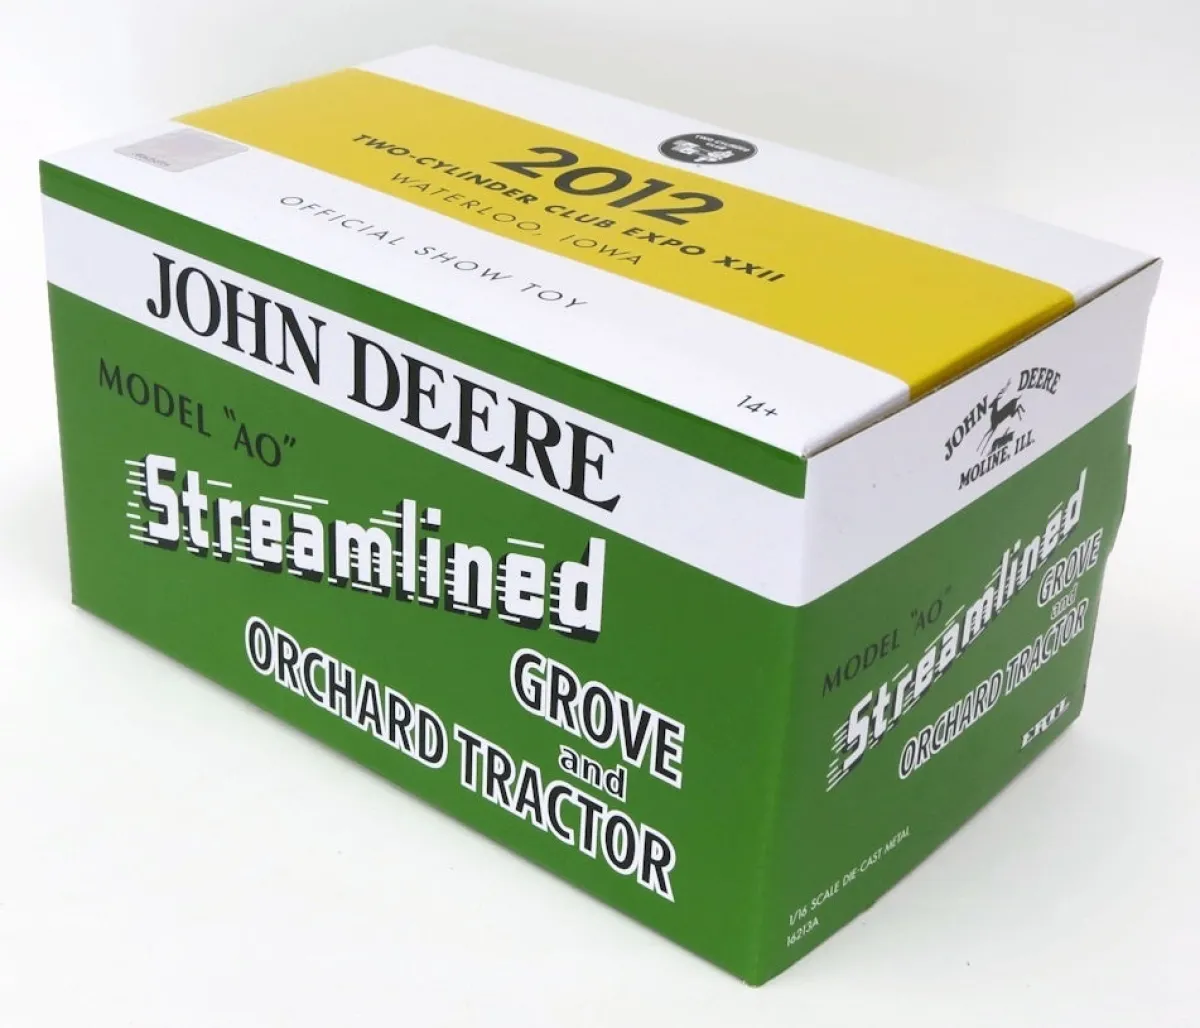 2012
TWO-CYLINDER CLUB EXPO XXII
WATERLOO, IOWA
OFFICIAL SHOW TOY
14+
JOHN DEERE
MODEL "AO"
Streamlined
GROVE
and
ORCHARD TRACTOR
JOHN DEERE
MOLINE, ILL.
MODEL "AO"
Streamlined
GROVE
and
ORCHARD TRACTOR
ERTL
1/16 SCALE DIE-CAST METAL
16213A